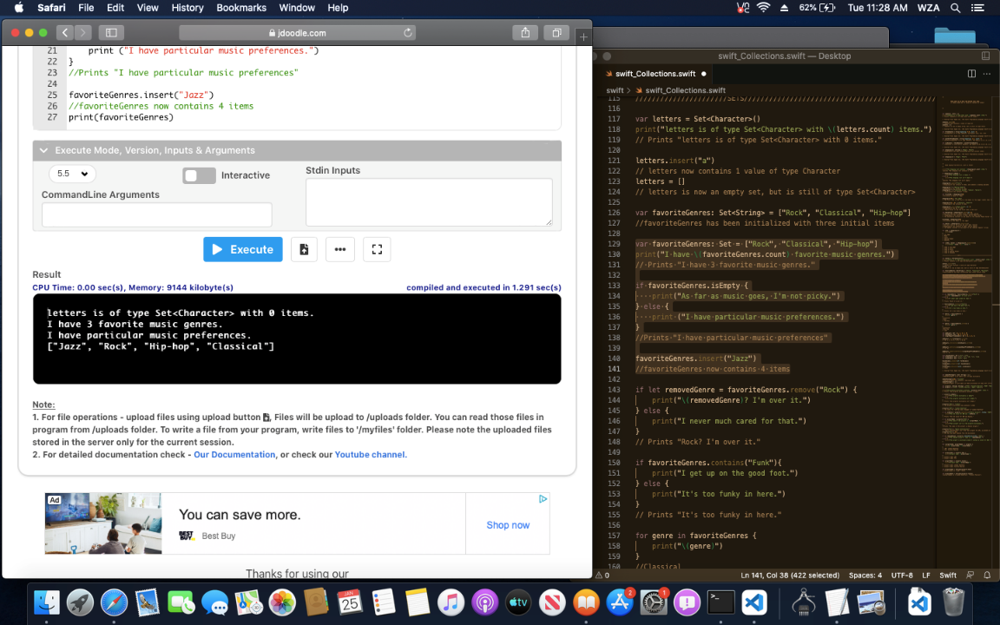 Safari File Edit View History Bookmarks Window Help 62% Tue 11:28 AM WZA
jdoodle.com
21 print ("I have particular music preferences.")
22 }
23 //Prints "I have particular music preferences"
24
25 favoriteGenres.insert("Jazz")
26 //favoriteGenres now contains 4 items
27 print(favoriteGenres)
Execute Mode, Version, Inputs & Arguments
5.5
Interactive
Stdin Inputs
CommandLine Arguments
Execute
Result
CPU Time: 0.00 sec(s), Memory: 9144 kilobyte(s)
compiled and executed in 1.291 sec(s)
letters is of type Set<Character> with 0 items.
I have 3 favorite music genres.
I have particular music preferences.
["Jazz", "Rock", "Hip-hop", "Classical"]
Note:
1. For file operations - upload files using upload button , Files will be upload to /uploads folder. You can read those files in
program from /uploads folder. To write a file from your program, write files to '/myfiles' folder. Please note the uploaded files
stored in the server only for the current session.
2. For detailed documentation check - Our Documentation, or check our Youtube channel.
Ad
You can save more.
BEST BUY
Best Buy
Shop now
Thanks for using our
swift_Collections.swift — Desktop
swift_Collections.swift
swift > swift_Collections.swift
116
117 var letters = Set<Character>()
118 print("letters is of type Set<Character> with \(letters.count) items.")
119 // Prints "letters is of type Set<Character> with 0 items."
120
121 letters.insert("a")
122 // letters now contains 1 value of type Character
123 letters = []
124 // letters is now an empty set, but is still of type Set<Character>
125
126 var favoriteGenres: Set<String> = ["Rock", "Classical", "Hip-hop"]
127 //favoriteGenres has been initialized with three initial items
128
129 var favoriteGenres: Set = ["Rock", "Classical", "Hip-hop"]
130 print("I have \(favoriteGenres.count) favorite music genres.")
131 // Prints "I have 3 favorite music genres."
132
133 if favoriteGenres.isEmpty {
134 print("As far as music goes, I'm not picky.")
135 } else {
136 print ("I have particular music preferences.")
137 }
138 //Prints "I have particular music preferences"
139
140 favoriteGenres.insert("Jazz")
141 //favoriteGenres now contains 4 items
142
143 if let removedGenre = favoriteGenres.remove("Rock") {
144 print("\(removedGenre)? I'm over it.")
145 } else {
146 print("I never much cared for that.")
147 }
148 // Prints "Rock? I'm over it."
149
150 if favoriteGenres.contains("Funk"){
151 print("I get up on the good foot.")
152 } else {
153 print("It's too funky in here.")
154 }
155 // Prints "It's too funky in here."
156
157 for genre in favoriteGenres {
158 print("\(genre)")
159 }
160 //Classical
0 Ln 141, Col 38 (422 selected) Spaces: 4 UTF-8 LF Swift
JAN
25
tv
2
1